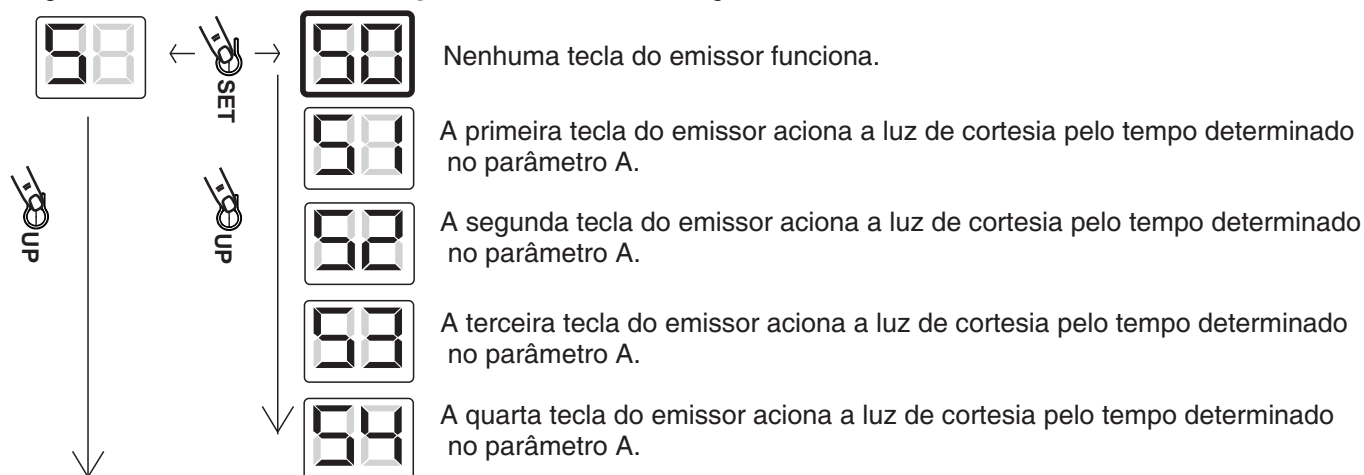 5
SET
50
Nenhuma tecla do emissor funciona.
51
A primeira tecla do emissor aciona a luz de cortesia pelo tempo determinado
no parâmetro A.
UP
UP
52
A segunda tecla do emissor aciona a luz de cortesia pelo tempo determinado
no parâmetro A.
53
A terceira tecla do emissor aciona a luz de cortesia pelo tempo determinado
no parâmetro A.
54
A quarta tecla do emissor aciona a luz de cortesia pelo tempo determinado
no parâmetro A.